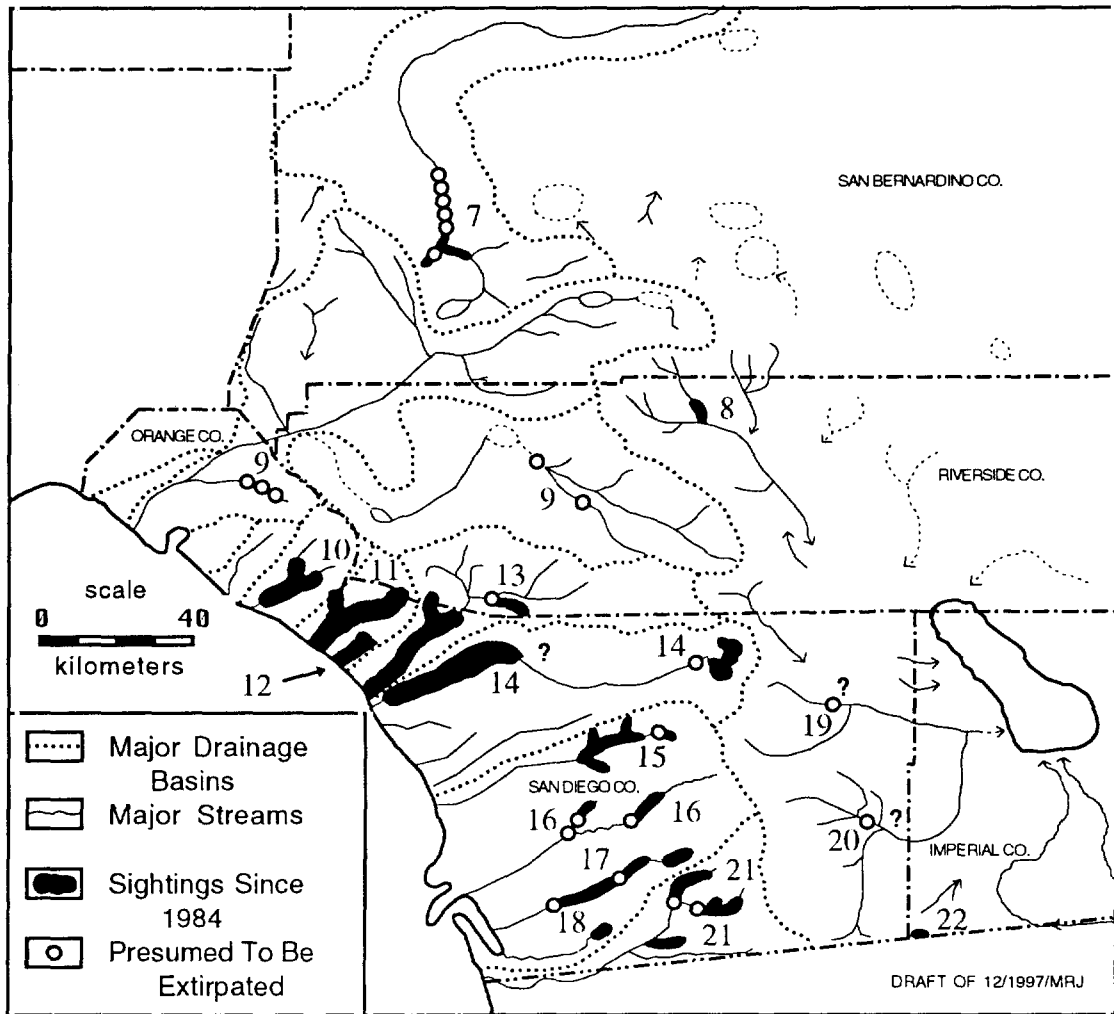 SAN BERNARDINO CO.
7
8
ORANGE CO.
9
9
RIVERSIDE CO.
10
11
13
scale
0 40
kilometers
12
14
?
14
19
?
15
SAN DIEGO CO.
16
16
17
18
21
21
20
?
IMPERIAL CO.
22
Major Drainage
Basins
Major Streams
Sightings Since
1984
Presumed To Be
Extirpated
DRAFT OF 12/1997/MRJ